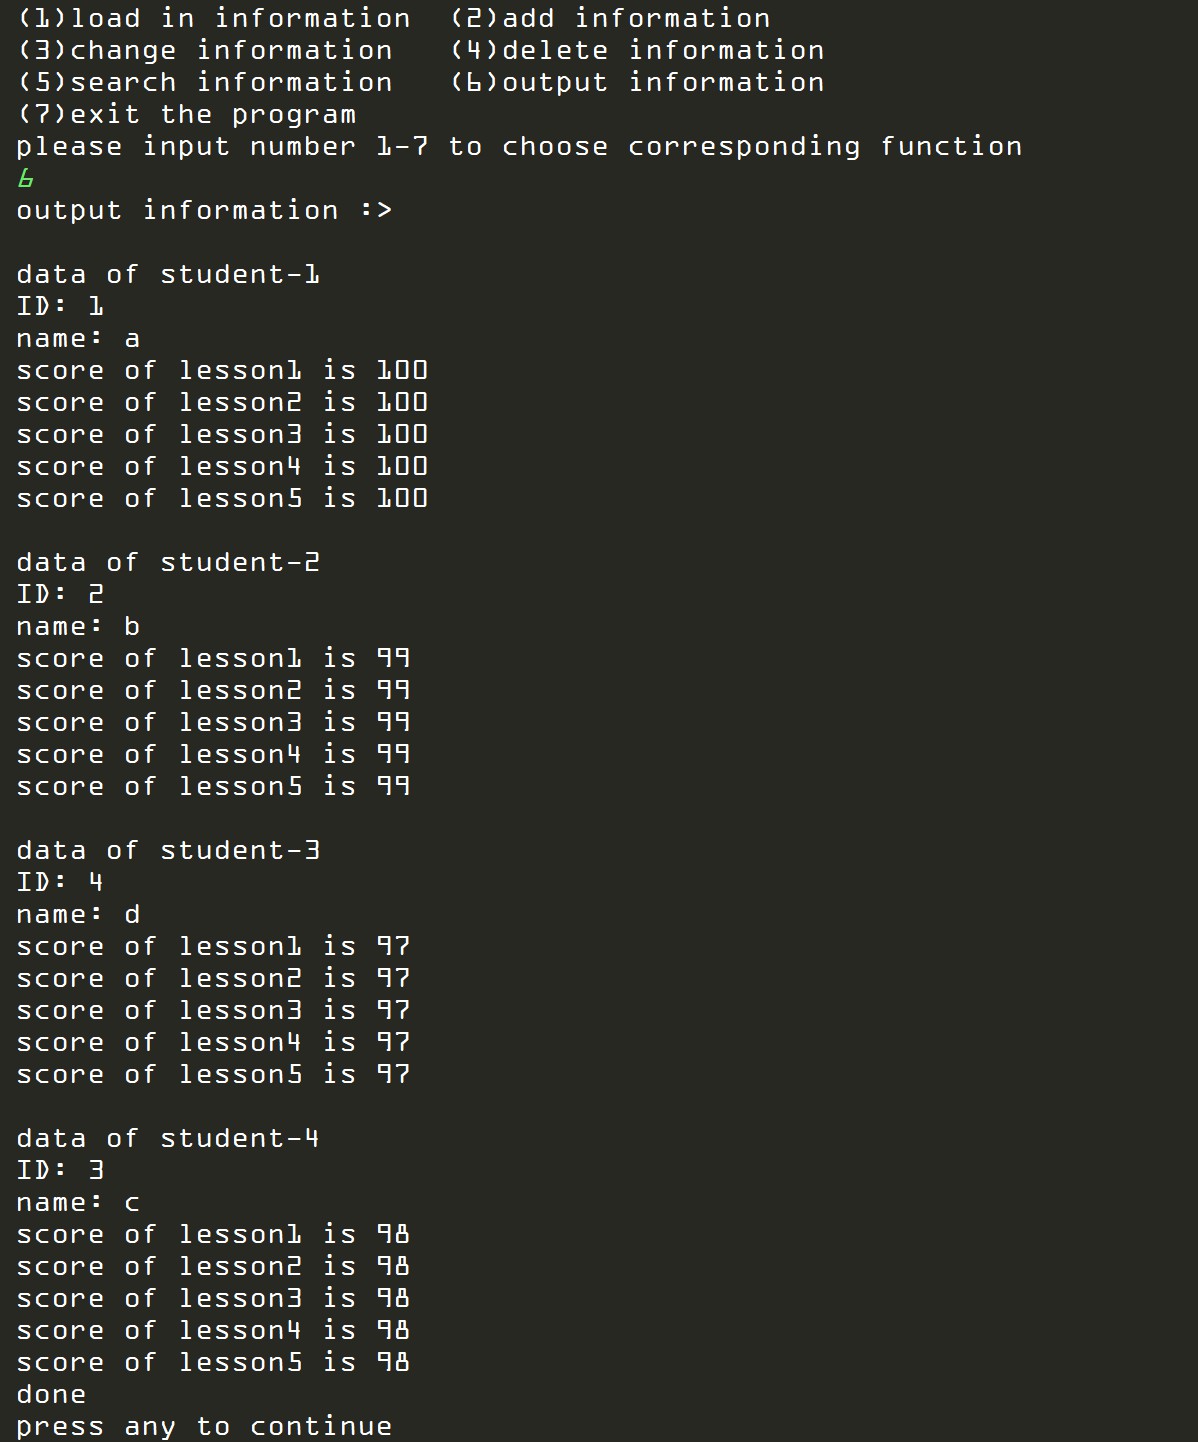 (1)load in information  (2)add information
(3)change information   (4)delete information
(5)search information   (6)output information
(7)exit the program
please input number 1-7 to choose corresponding function
6
output information :>
data of student-1
ID: 1
name: a
score of lesson1 is 100
score of lesson2 is 100
score of lesson3 is 100
score of lesson4 is 100
score of lesson5 is 100
data of student-2
ID: 2
name: b
score of lesson1 is 99
score of lesson2 is 99
score of lesson3 is 99
score of lesson4 is 99
score of lesson5 is 99
data of student-3
ID: 4
name: d
score of lesson1 is 97
score of lesson2 is 97
score of lesson3 is 97
score of lesson4 is 97
score of lesson5 is 97
data of student-4
ID: 3
name: c
score of lesson1 is 98
score of lesson2 is 98
score of lesson3 is 98
score of lesson4 is 98
score of lesson5 is 98
done
press any to continue